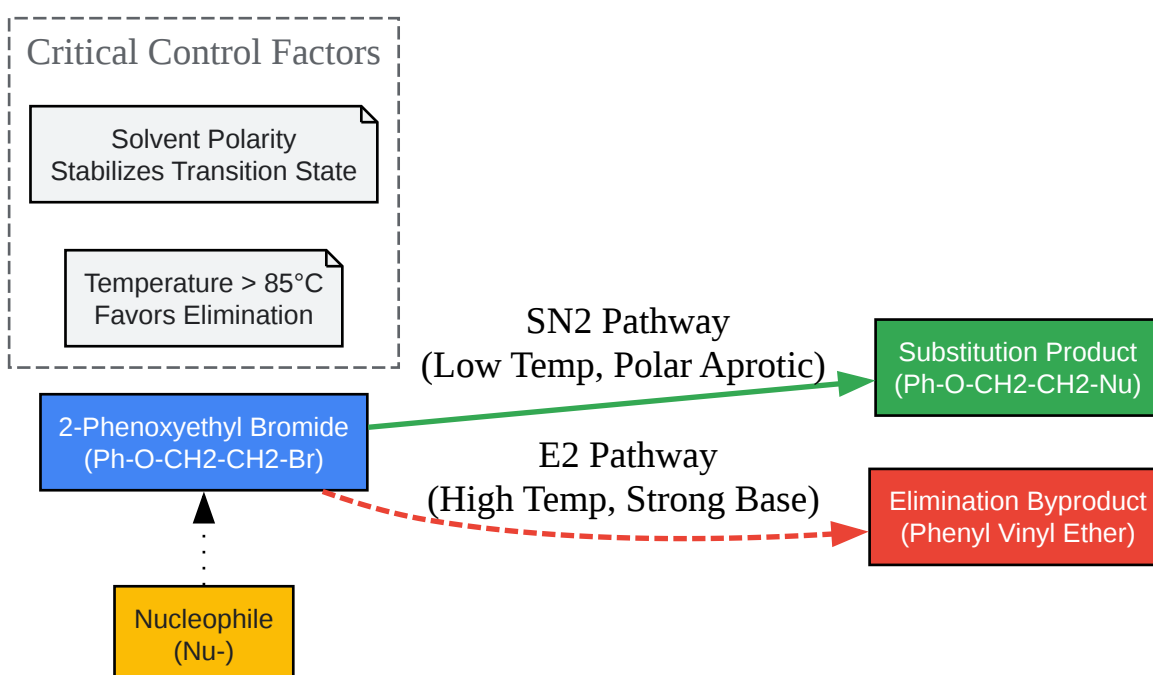 Critical Control Factors
Solvent Polarity
Stabilizes Transition State
Temperature > 85°C
Favors Elimination
SN2 Pathway
(Low Temp, Polar Aprotic)
Substitution Product
(Ph-O-CH2-CH2-Nu)
2-Phenoxyethyl Bromide
(Ph-O-CH2-CH2-Br)
E2 Pathway
(High Temp, Strong Base)
Elimination Byproduct
(Phenyl Vinyl Ether)
Nucleophile
(Nu-)